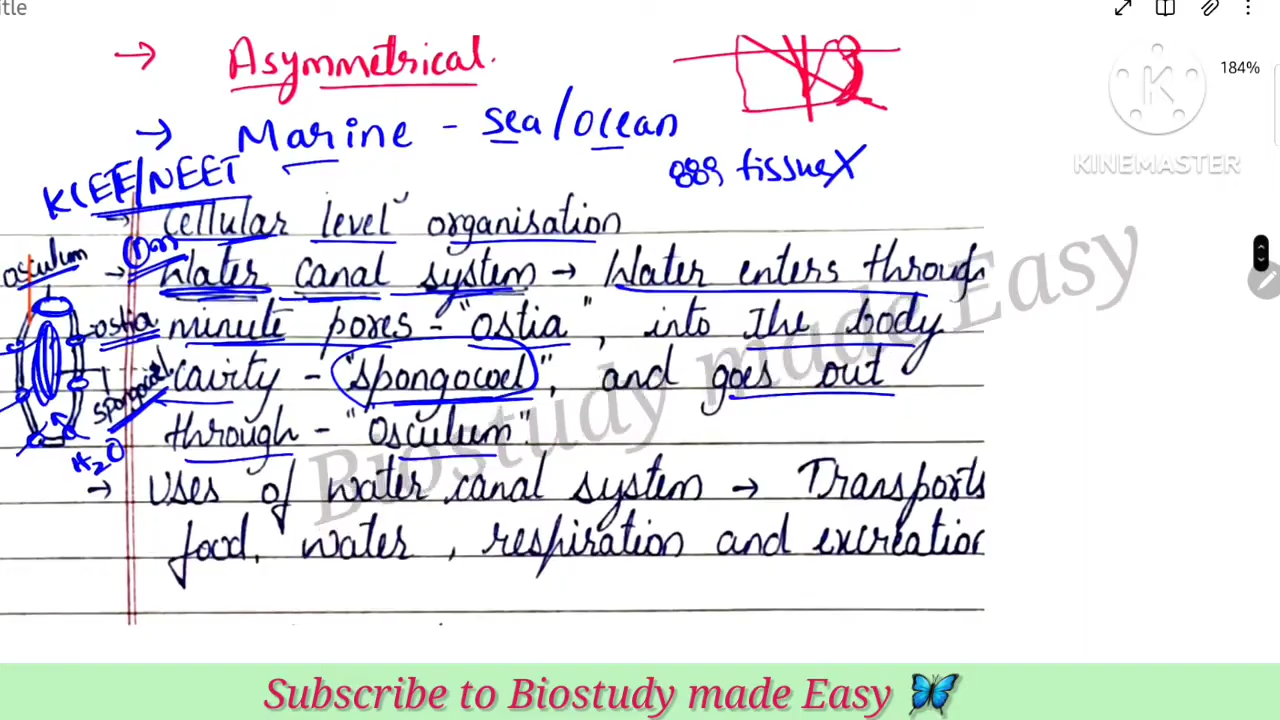 itle
184%
→ Asymmetrical.
KINEMASTER
→ Marine - sea/ocean
tissue X
KCET/NEET
→ Cellular level organisation
osculum
→ Water canal system → Water enters through
ostia
minute pores - "Ostia", into the body
spongocoel
cavity - "spongocoel", and goes out
through - "Osculum".
H2O
→ Uses of water canal system → Transports
food, water, respiration and excreation
Biostudy made Easy
Subscribe to Biostudy made Easy 🦋